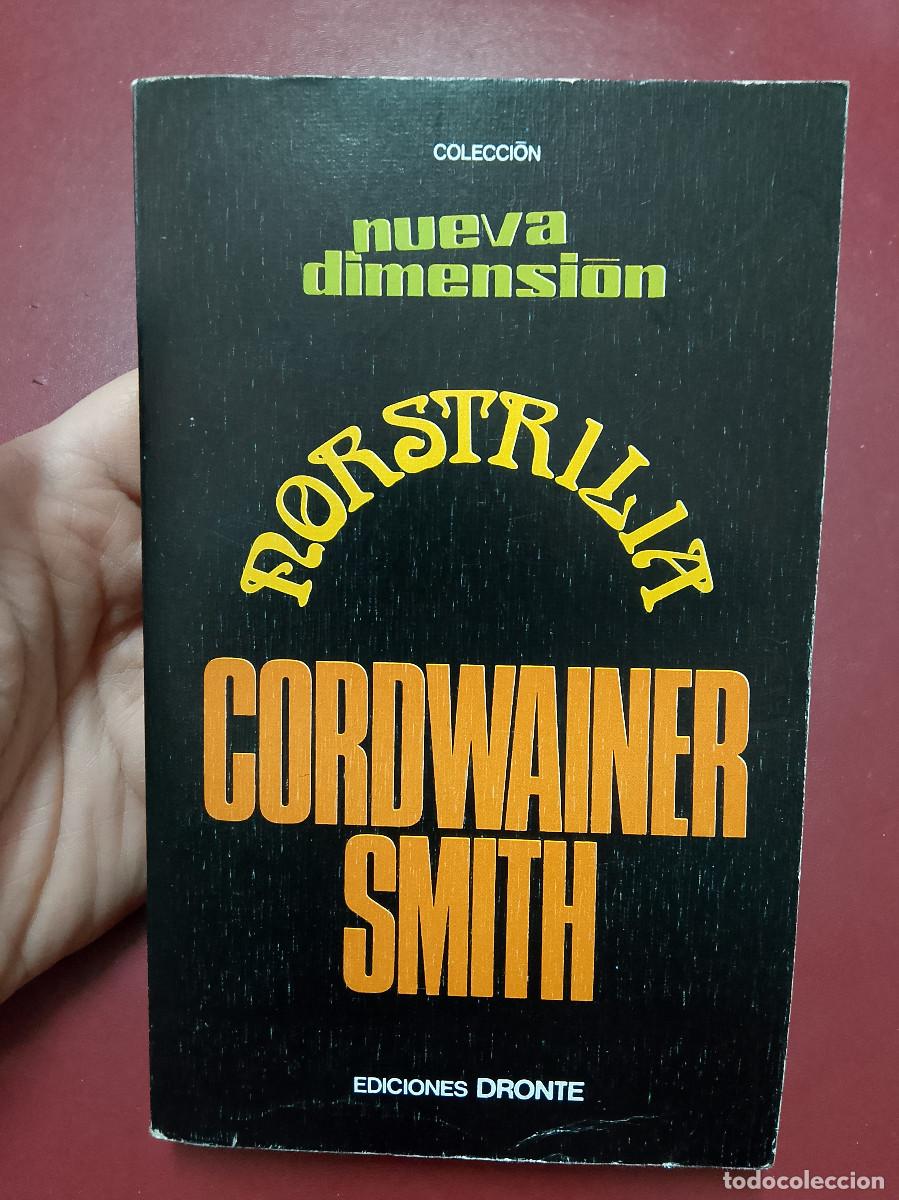 COLECCIÓN
nueva
dimensión
NORSTRILIA
CORDWAINER
SMITH
EDICIONES DRONTE
todocoleccion